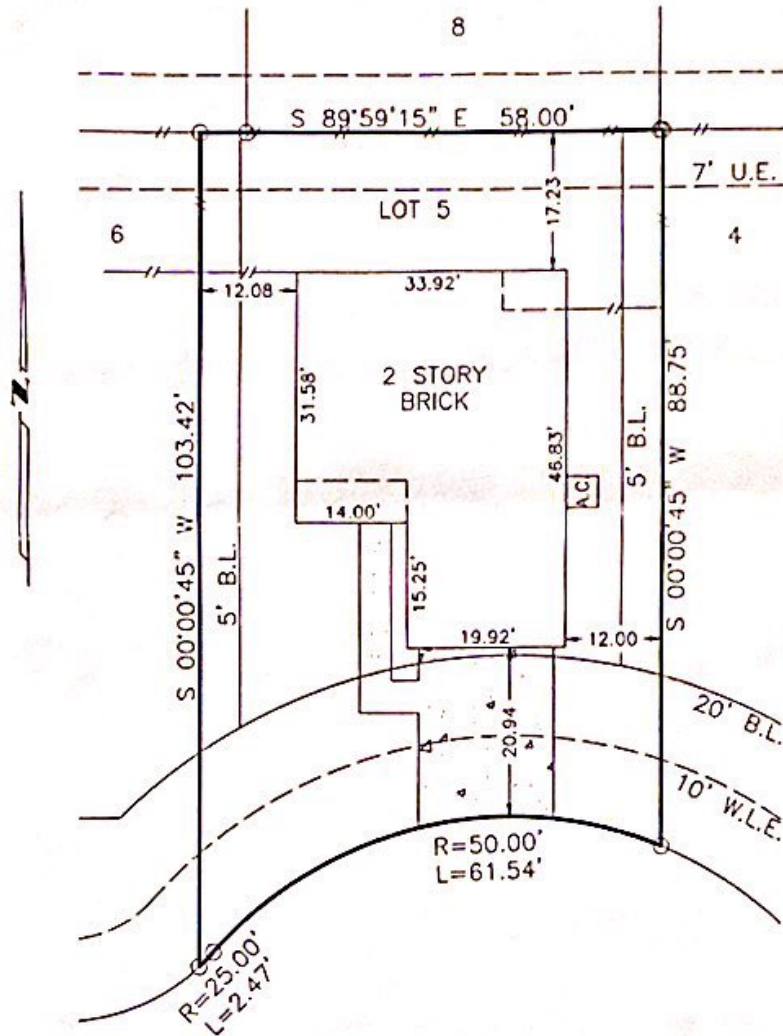 8
S 89°59'15" E 58.00'
7' U.E.
LOT 5
17.23
6
4
12.08
33.92'
2 STORY
BRICK
31.58'
46.83'
A.C.
14.00'
15.25'
19.92'
12.00
N
S 00°00'45" W 103.42'
5' B.L.
5' B.L.
S 00°00'45" W 88.75'
20' B.L.
20.94
10' W.L.E.
R=50.00'
L=61.54'
R=25.00'
L=2.47'